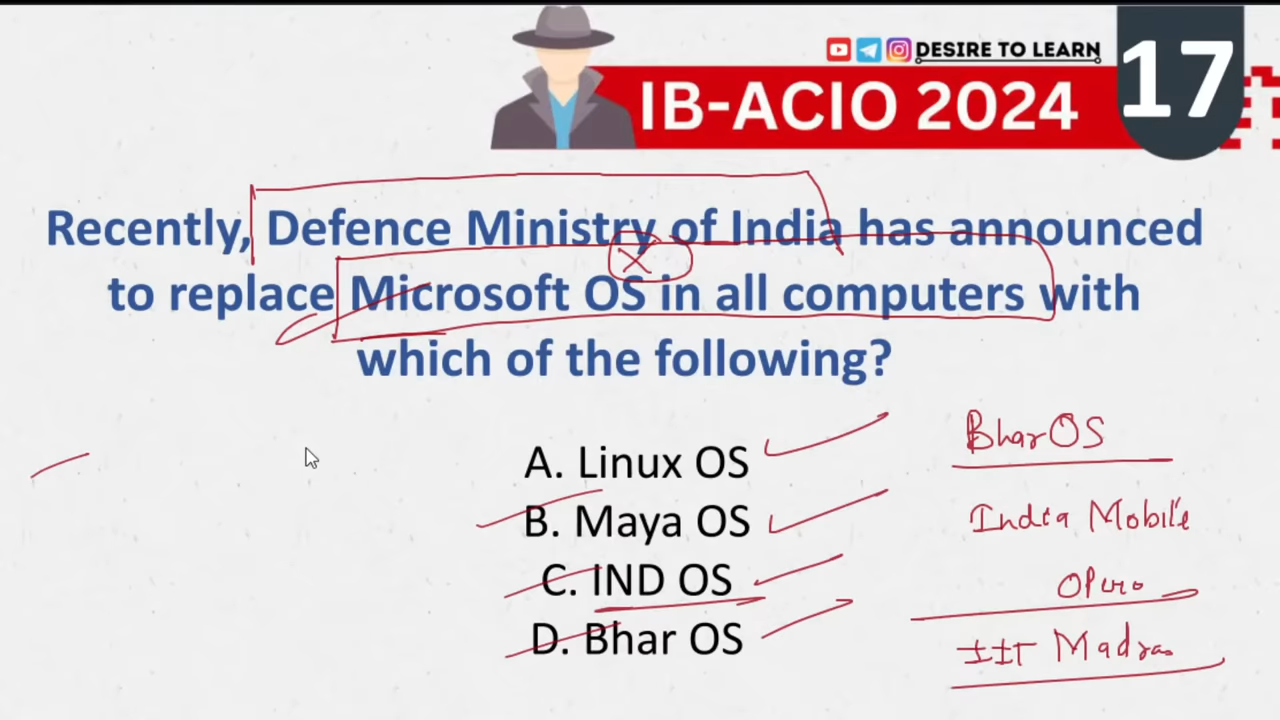 DESIRE TO LEARN
17
IB-ACIO 2024
Recently, Defence Ministry of India has announced
to replace Microsoft OS in all computers with
which of the following?
A. Linux OS
B. Maya OS
C. IND OS
D. Bhar OS
BharOS
India Mobile
IIT Madras